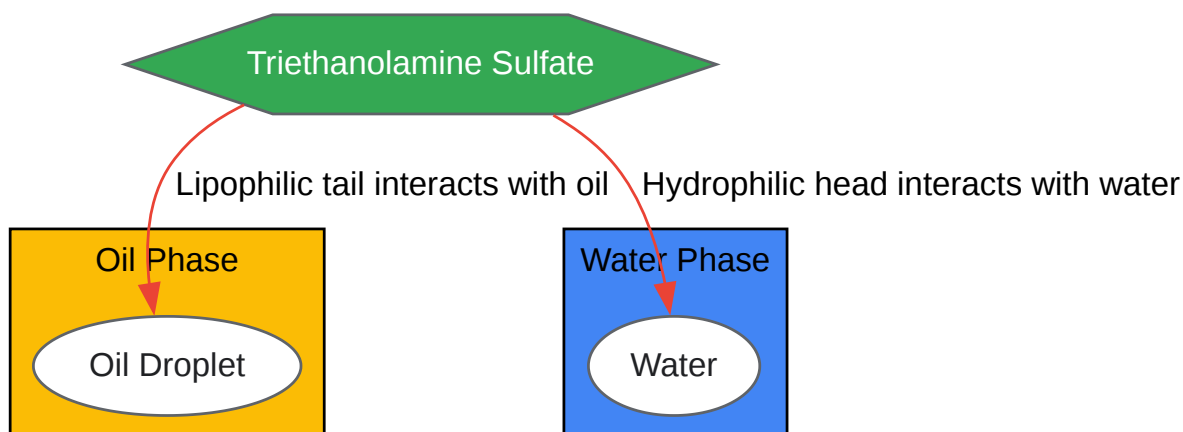 Triethanolamine Sulfate
Lipophilic tail interacts with oil
Hydrophilic head interacts with water
Oil Phase
Water Phase
Oil Droplet
Water